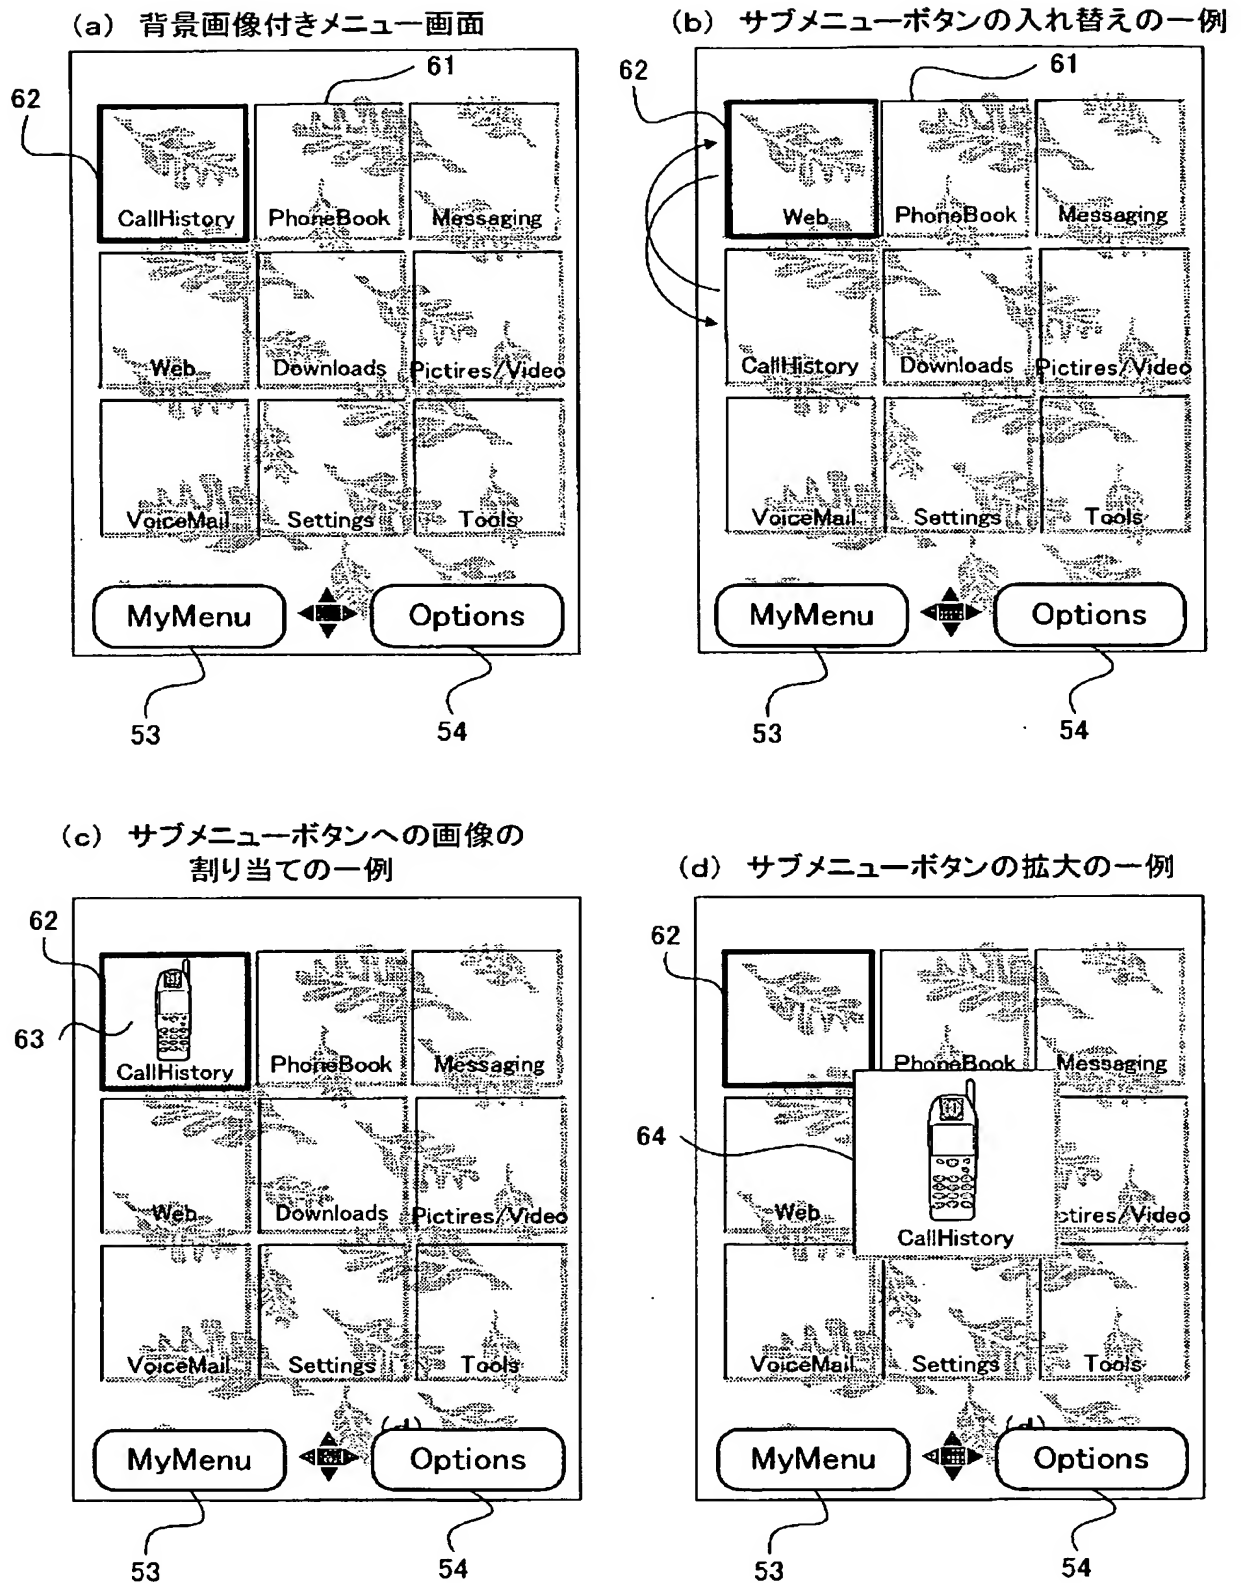 (a) 背景画像付きメニュー画面
61
62
CallHistory PhoneBook Messaging
Web Downloads Pictires/Video
VoiceMail Settings Tools
MyMenu Options
53 54
(b) サブメニューボタンの入れ替えの一例
62 61
Web PhoneBook Messaging
CallHistory Downloads Pictires/Video
VoiceMail Settings Tools
MyMenu Options
53 54
(c) サブメニューボタンへの画像の
割り当ての一例
62
63
CallHistory PhoneBook Messaging
Web Downloads Pictires/Video
VoiceMail Settings Tools
(d)
MyMenu Options
53 54
(d) サブメニューボタンの拡大の一例
62
PhoneBook Messaging
64
Web ctires/Video
CallHistory
VoiceMail Settings Tools
(d)
MyMenu Options
53 54